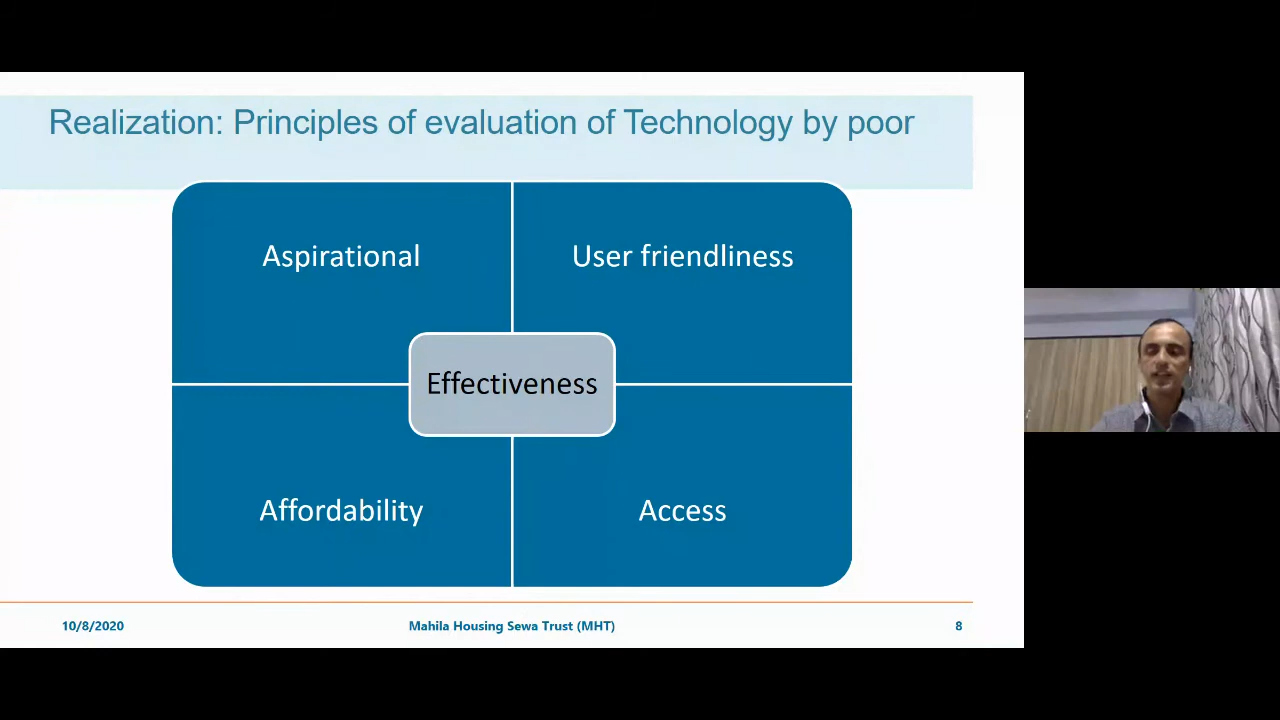 Realization: Principles of evaluation of Technology by poor
Aspirational
User friendliness
Effectiveness
Affordability
Access
10/8/2020
Mahila Housing Sewa Trust (MHT)
8